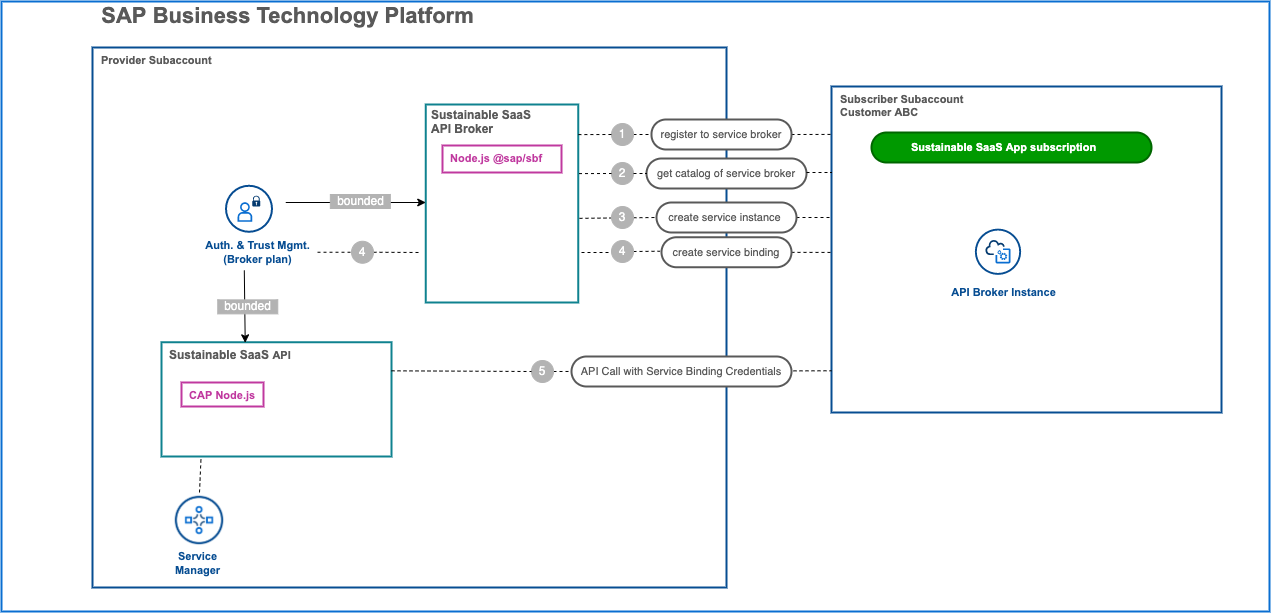 SAP Business Technology Platform
Provider Subaccount
Sustainable SaaS
API Broker
Node.js @sap/sbf
1
register to service broker
2
get catalog of service broker
3
create service instance
4
create service binding
Subscriber Subaccount
Customer ABC
Sustainable SaaS App subscription
API Broker Instance
bounded
Auth. & Trust Mgmt.
(Broker plan)
4
bounded
Sustainable SaaS API
CAP Node.js
5
API Call with Service Binding Credentials
Service
Manager